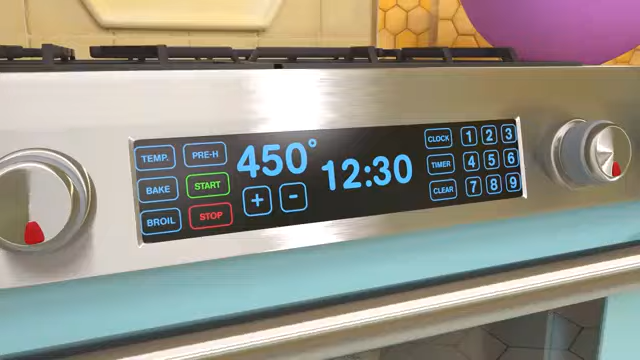 TEMP. PRE-H 450° 12:30 CLOCK 1 2 3
BAKE START + - TIMER 4 5 6
BROIL STOP CLEAR 7 8 9